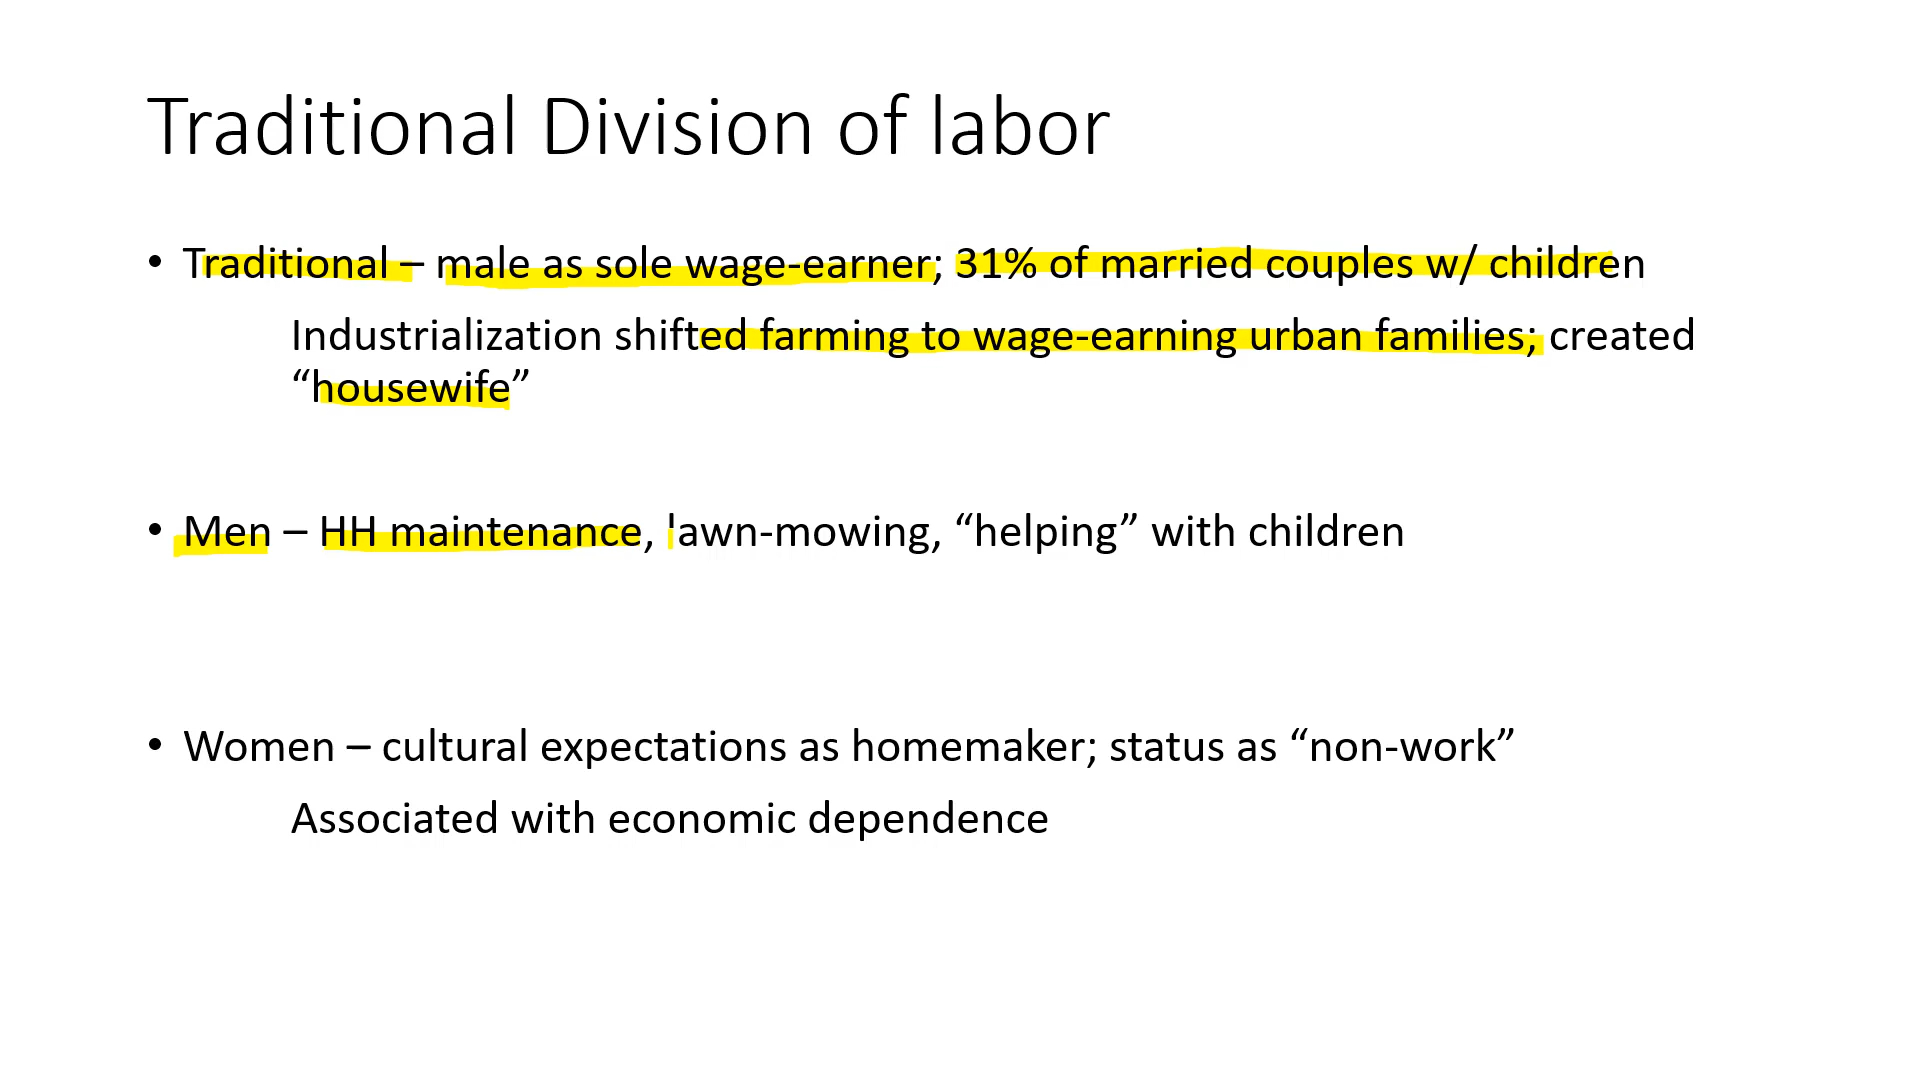 Traditional Division of labor
• Traditional – male as sole wage-earner; 31% of married couples w/ children
Industrialization shifted farming to wage-earning urban families; created
“housewife”
• Men – HH maintenance, lawn-mowing, “helping” with children
• Women – cultural expectations as homemaker; status as “non-work”
Associated with economic dependence